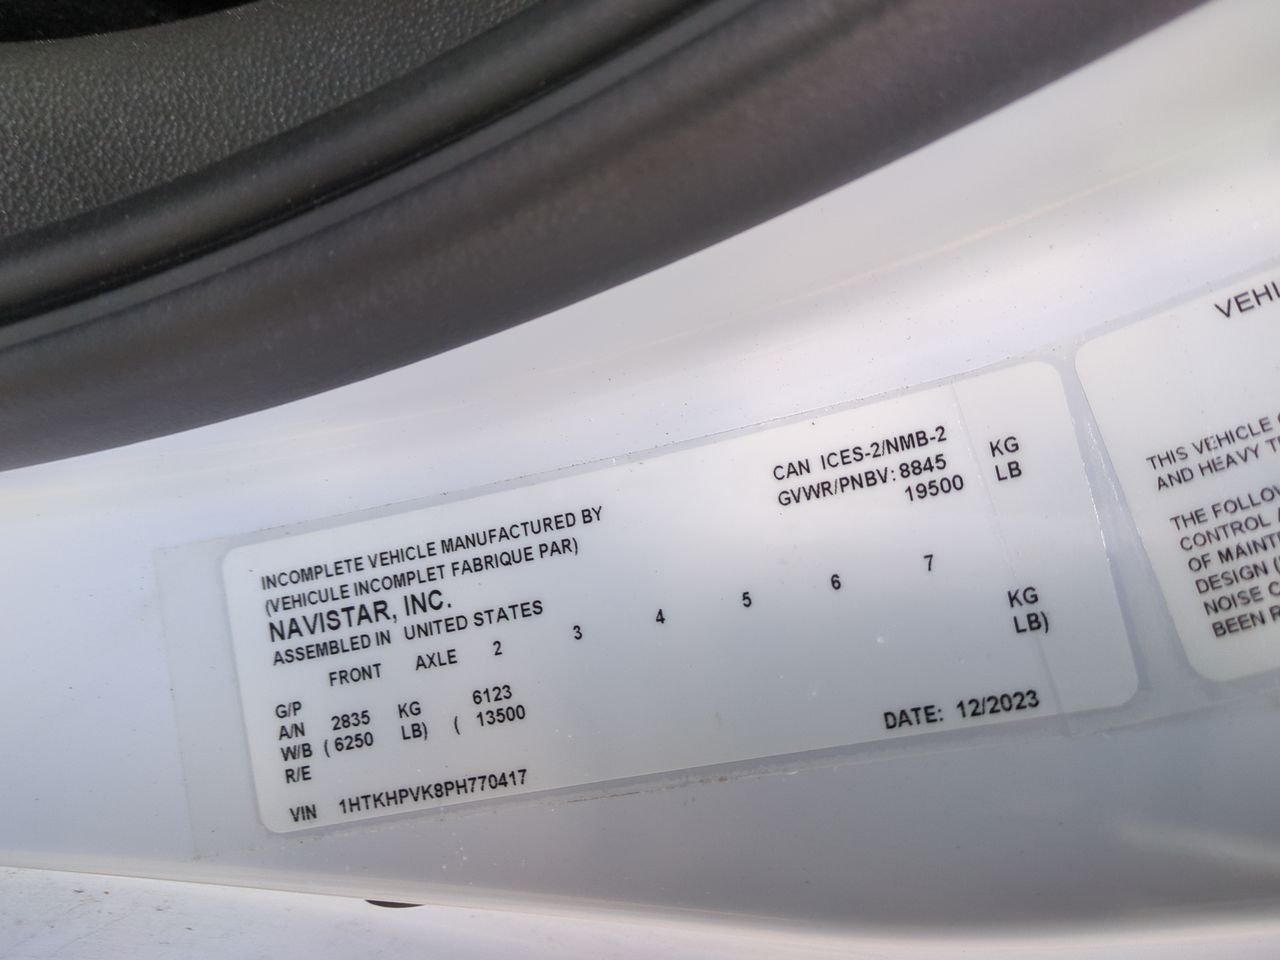 INCOMPLETE VEHICLE MANUFACTURED BY
(VEHICULE INCOMPLET FABRIQUE PAR)
NAVISTAR, INC.
ASSEMBLED IN UNITED STATES
CAN ICES-2/NMB-2
GVWR/PNBV: 8845 KG
19500 LB
FRONT AXLE 2 3 4 5 6 7
G/P
A/N 2835 KG 6123 KG
W/B ( 6250 LB) ( 13500 LB)
R/E
VIN 1HTKHPVK8PH770417
DATE: 12/2023
VEHI
THIS VEHICLE
AND HEAVY T
THE FOLLOW
CONTROL A
OF MAINT
DESIGN (
NOISE C
BEEN R